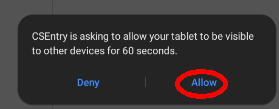 CSEntry is asking to allow your tablet to be visible
to other devices for 60 seconds.
Deny
Allow